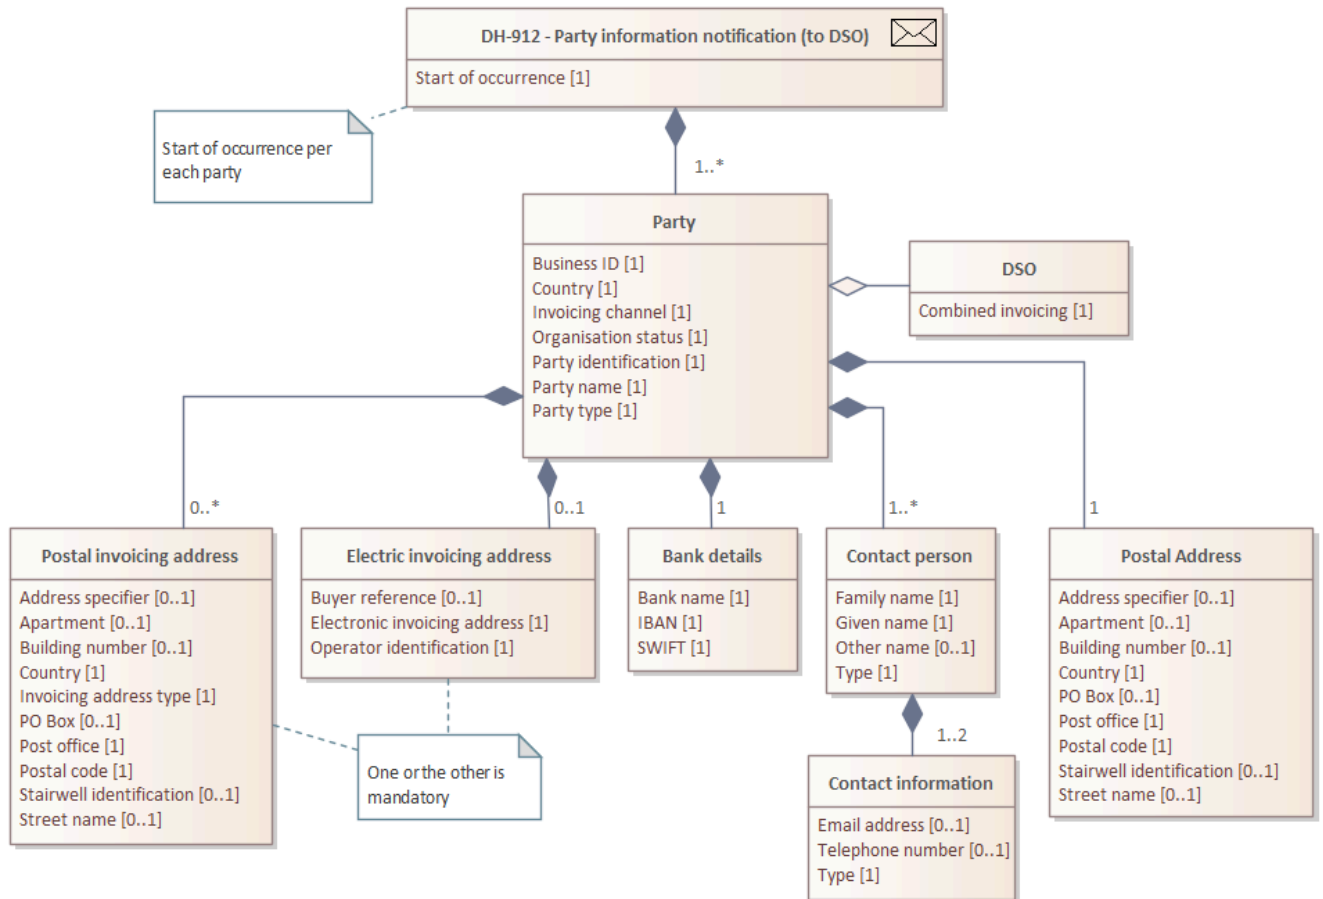 DH-912 - Party information notification (to DSO)
Start of occurrence [1]
Start of occurrence per
each party
1..*
Party
Business ID [1]
Country [1]
Invoicing channel [1]
Organisation status [1]
Party identification [1]
Party name [1]
Party type [1]
DSO
Combined invoicing [1]
0..*
0..1
1
1..*
1
Postal invoicing address
Address specifier [0..1]
Apartment [0..1]
Building number [0..1]
Country [1]
Invoicing address type [1]
PO Box [0..1]
Post office [1]
Postal code [1]
Stairwell identification [0..1]
Street name [0..1]
Electric invoicing address
Buyer reference [0..1]
Electronic invoicing address [1]
Operator identification [1]
One or the other is
mandatory
Bank details
Bank name [1]
IBAN [1]
SWIFT [1]
Contact person
Family name [1]
Given name [1]
Other name [0..1]
Type [1]
1..2
Contact information
Email address [0..1]
Telephone number [0..1]
Type [1]
Postal Address
Address specifier [0..1]
Apartment [0..1]
Building number [0..1]
Country [1]
PO Box [0..1]
Post office [1]
Postal code [1]
Stairwell identification [0..1]
Street name [0..1]